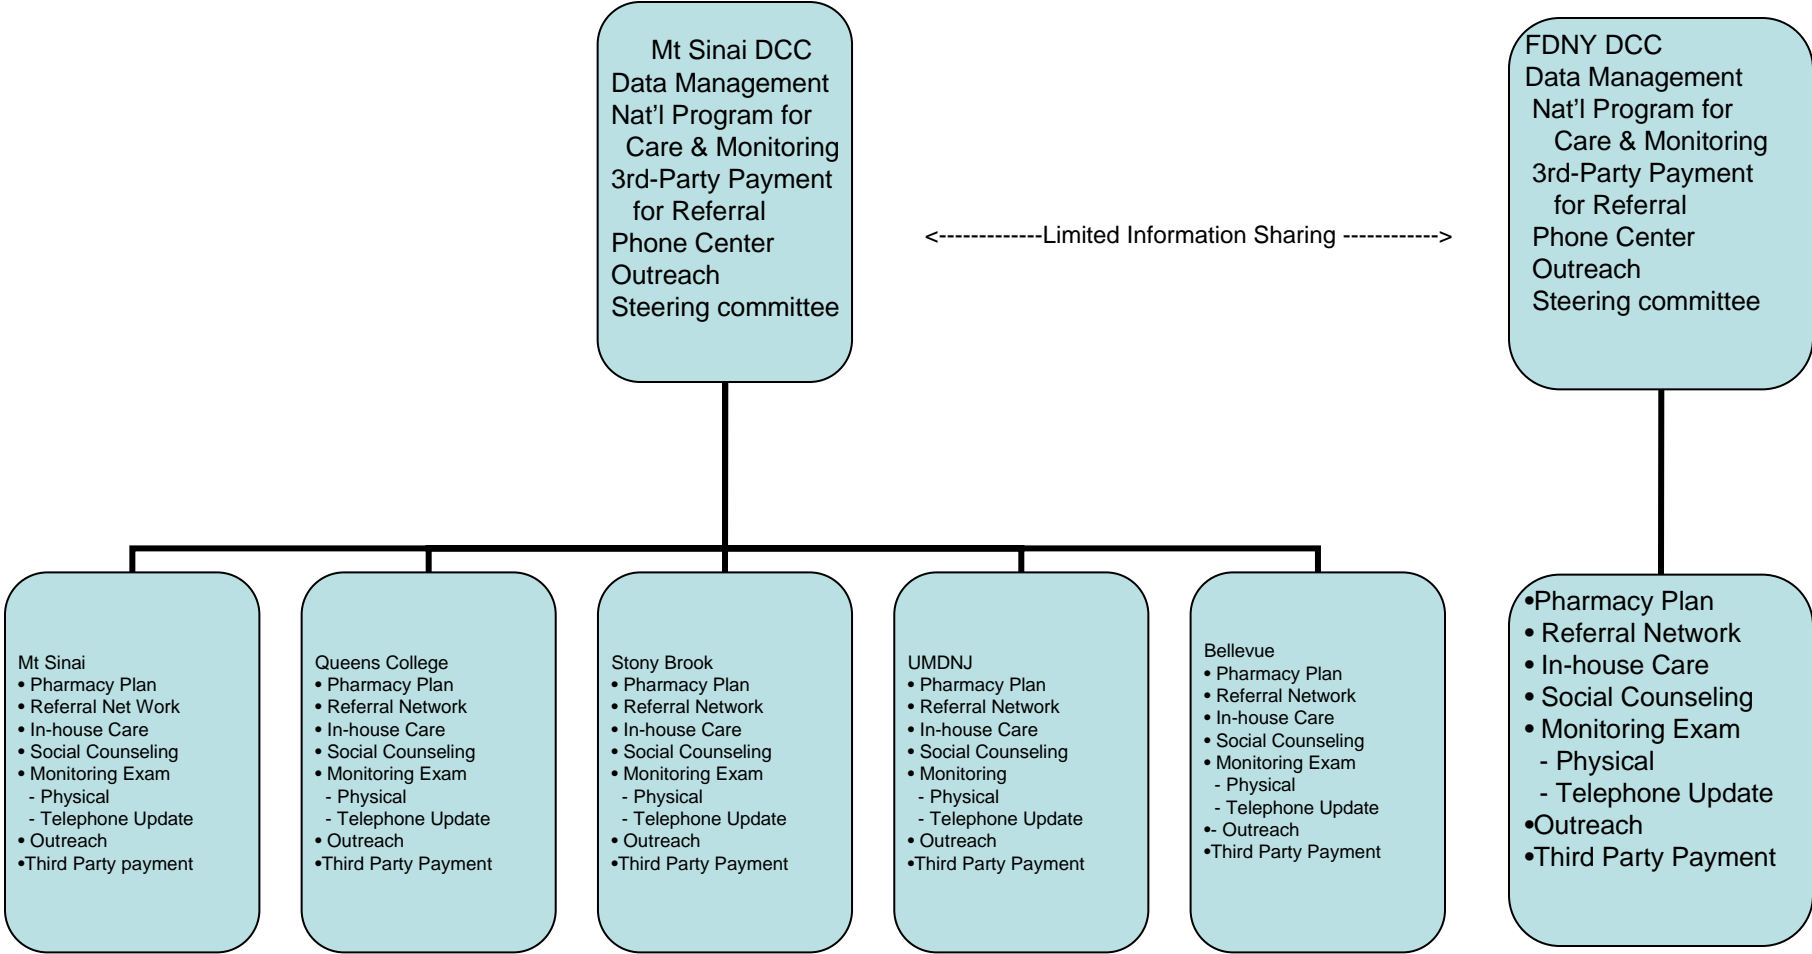 Mt Sinai DCC
Data Management
Nat’l Program for
Care & Monitoring
3rd-Party Payment
for Referral
Phone Center
Outreach
Steering committee
<-------------Limited Information Sharing ------------>
FDNY DCC
Data Management
Nat’l Program for
Care & Monitoring
3rd-Party Payment
for Referral
Phone Center
Outreach
Steering committee
Mt Sinai
• Pharmacy Plan
• Referral Net Work
• In-house Care
• Social Counseling
• Monitoring Exam
- Physical
- Telephone Update
• Outreach
•Third Party payment
Queens College
• Pharmacy Plan
• Referral Network
• In-house Care
• Social Counseling
• Monitoring Exam
- Physical
- Telephone Update
• Outreach
•Third Party Payment
Stony Brook
• Pharmacy Plan
• Referral Network
• In-house Care
• Social Counseling
• Monitoring Exam
- Physical
- Telephone Update
• Outreach
•Third Party Payment
UMDNJ
• Pharmacy Plan
• Referral Network
• In-house Care
• Social Counseling
• Monitoring
- Physical
- Telephone Update
• Outreach
•Third Party Payment
Bellevue
• Pharmacy Plan
• Referral Network
• In-house Care
• Social Counseling
• Monitoring Exam
- Physical
- Telephone Update
•- Outreach
•Third Party Payment
•Pharmacy Plan
• Referral Network
• In-house Care
• Social Counseling
• Monitoring Exam
- Physical
- Telephone Update
•Outreach
•Third Party Payment